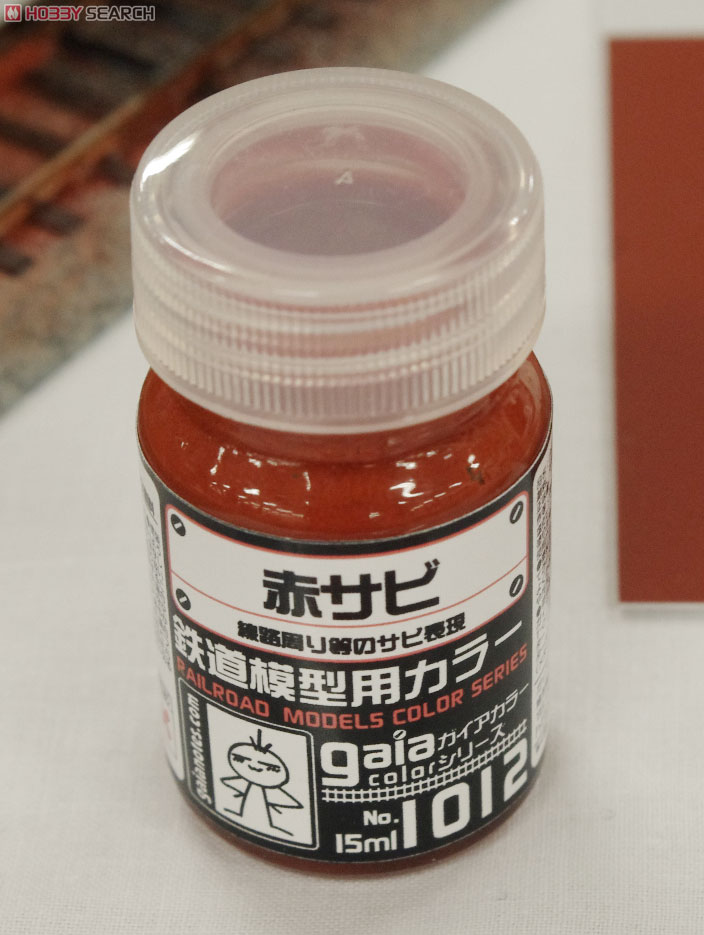 HOBBY SEARCH
赤サビ
線路周り等のサビ表現
鉄道模型用カラー
RAILROAD MODELS COLOR SERIES
gaianotes.com
gaia ガイアカラー
color シリーズ
No. 1012
15ml